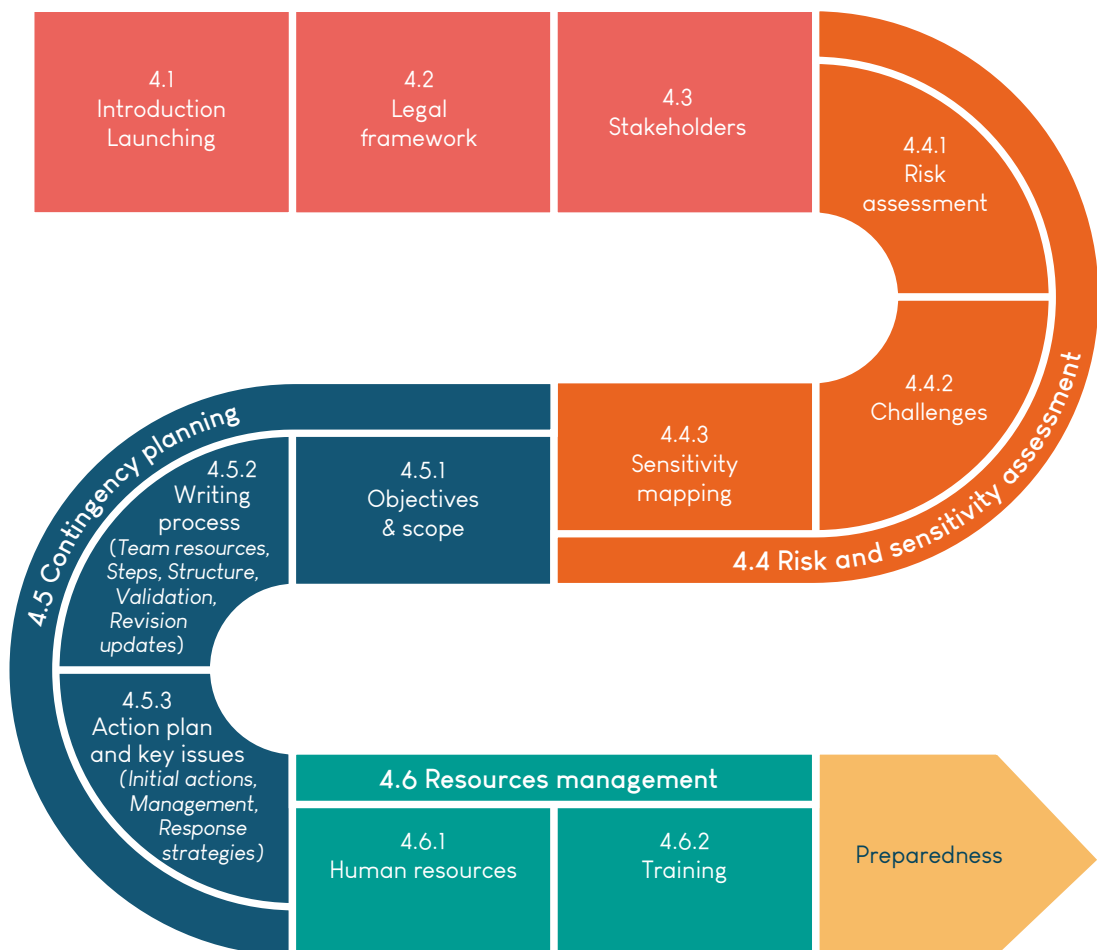 4.1
Introduction
Launching
4.2
Legal
framework
4.3
Stakeholders
4.4.1
Risk
assessment
4.4.2
Challenges
4.4.3
Sensitivity
mapping
4.4 Risk and sensitivity assessment
4.5 Contingency planning
4.5.1
Objectives
& scope
4.5.2
Writing
process
(Team resources,
Steps, Structure,
Validation,
Revision
updates)
4.5.3
Action plan
and key issues
(Initial actions,
Management,
Response
strategies)
4.6 Resources management
4.6.1
Human resources
4.6.2
Training
Preparedness